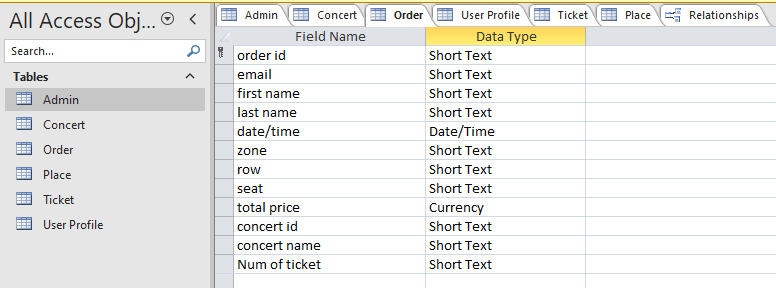 All Access Obj...
Search...
Tables
Admin
Concert
Order
Place
Ticket
User Profile
Admin Concert Order User Profile Ticket Place Relationships
Field Name Data Type
order id Short Text
email Short Text
first name Short Text
last name Short Text
date/time Date/Time
zone Short Text
row Short Text
seat Short Text
total price Currency
concert id Short Text
concert name Short Text
Num of ticket Short Text